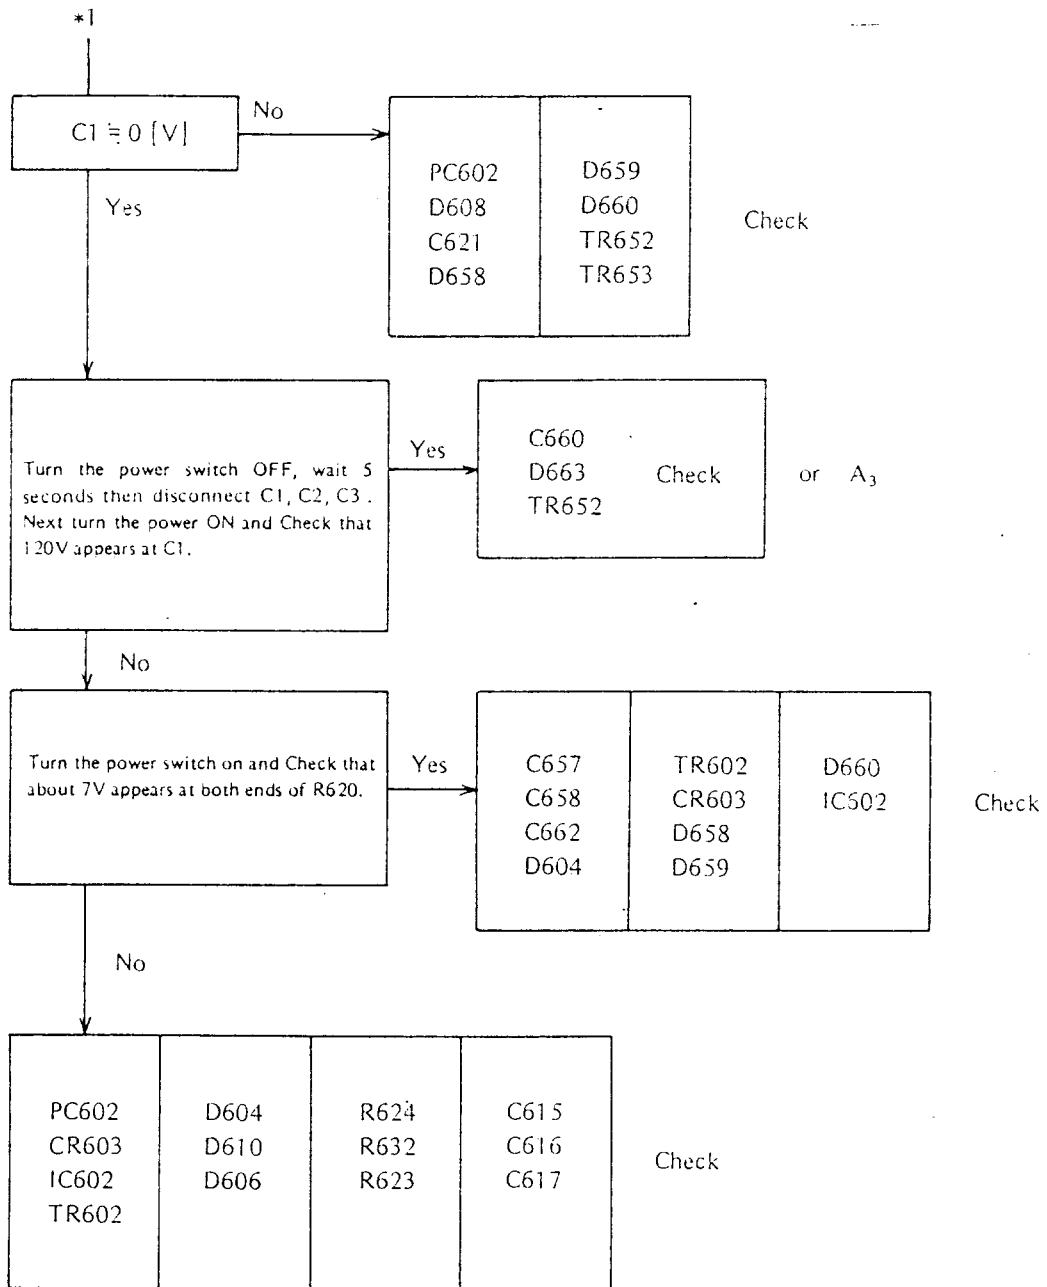 *1
C1 ≒ 0 [V]
No
Yes
PC602
D608
C621
D658
D659
D660
TR652
TR653
Check
Turn the power switch OFF, wait 5
seconds then disconnect C1, C2, C3.
Next turn the power ON and Check that
120V appears at C1.
Yes
C660
D663
TR652
Check
or A₃
No
Turn the power switch on and Check that
about 7V appears at both ends of R620.
Yes
C657
C658
C662
D604
TR602
CR603
D658
D659
D660
IC602
Check
No
PC602
CR603
IC602
TR602
D604
D610
D606
R624
R632
R623
C615
C616
C617
Check